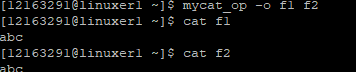 [12163291@linuxer1 ~]$ mycat_op -o f1 f2
[12163291@linuxer1 ~]$ cat f1
abc
[12163291@linuxer1 ~]$ cat f2
abc